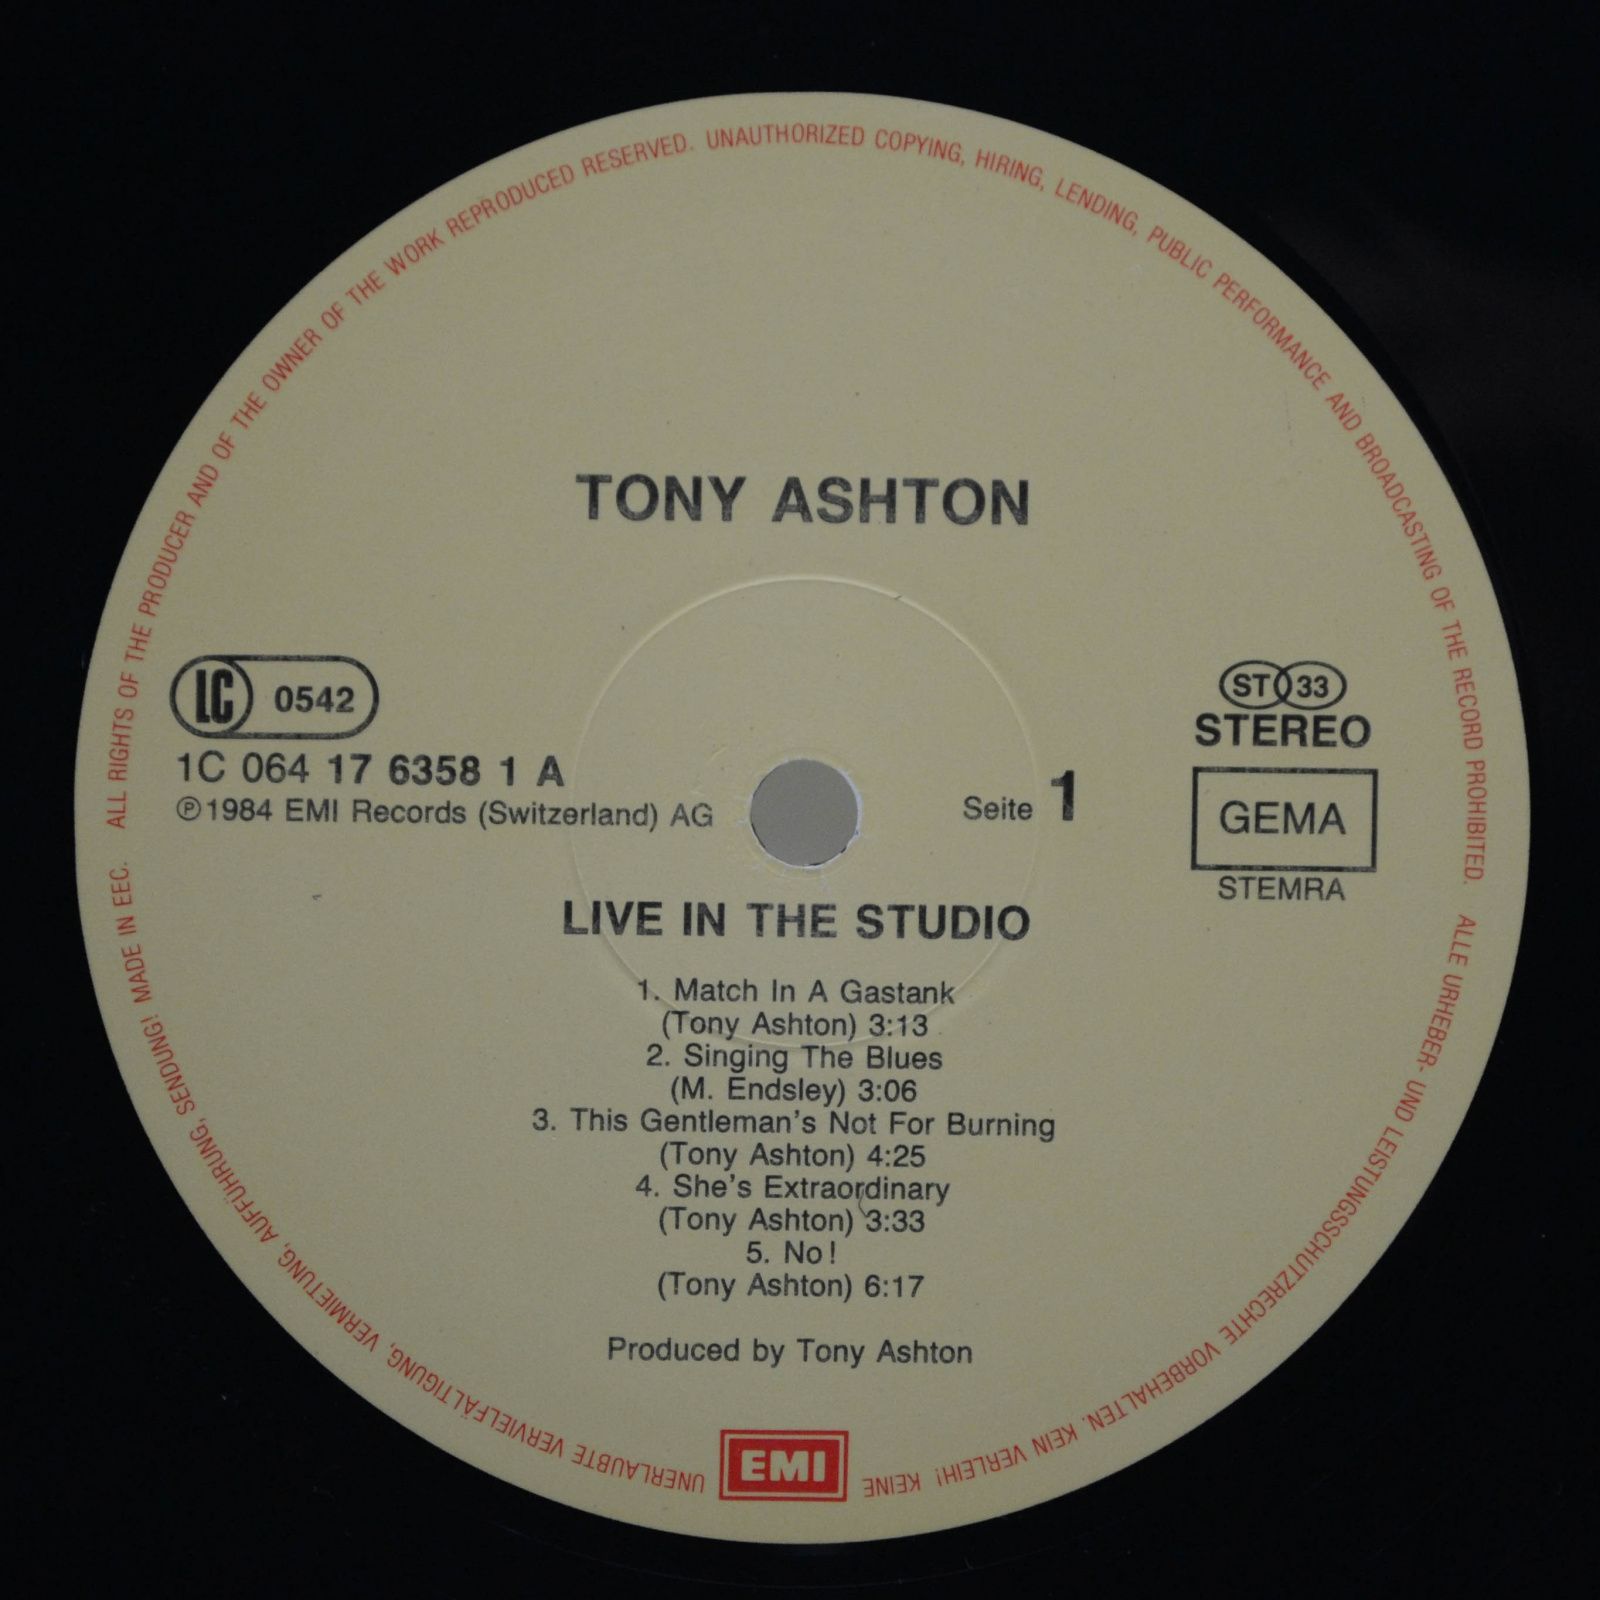 ALL RIGHTS OF THE PRODUCER AND OF THE OWNER OF THE WORK REPRODUCED RESERVED. UNAUTHORIZED COPYING, HIRING, LENDING, PUBLIC PERFORMANCE AND BROADCASTING OF THE RECORD PROHIBITED.
TONY ASHTON
LC 0542
1C 064 17 6358 1 A
℗ 1984 EMI Records (Switzerland) AG
Seite 1
ST 33
STEREO
GEMA
STEMRA
LIVE IN THE STUDIO
1. Match In A Gastank
(Tony Ashton) 3:13
2. Singing The Blues
(M. Endsley) 3:06
3. This Gentleman's Not For Burning
(Tony Ashton) 4:25
4. She's Extraordinary
(Tony Ashton) 3:33
5. No!
(Tony Ashton) 6:17
Produced by Tony Ashton
EMI
ALLE URHEBER- UND LEISTUNGSSCHUTZRECHTE VORBEHALTEN. KEIN VERLEIH! KEINE UNERLAUBTE VERVIELFÄLTIGUNG, VERMIETUNG, AUFFÜHRUNG, SENDUNG! MADE IN EEC.